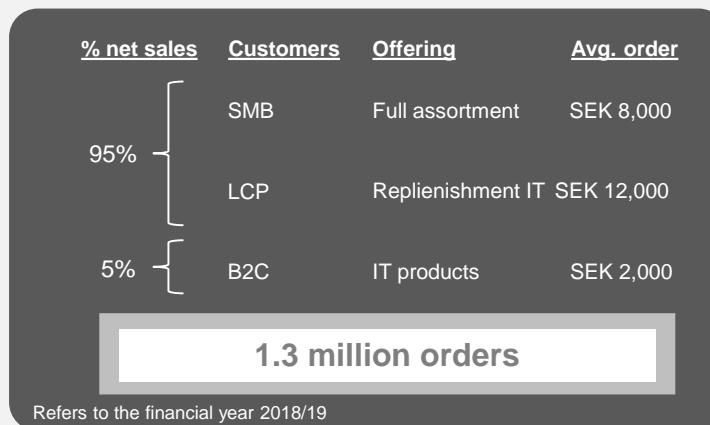 % net sales Customers Offering Avg. order
SMB Full assortment SEK 8,000
95%
LCP Replienishment IT SEK 12,000
5% B2C IT products SEK 2,000
1.3 million orders
Refers to the financial year 2018/19